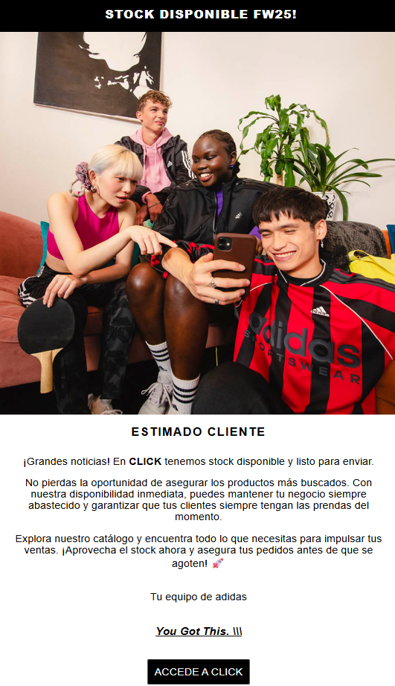 STOCK DISPONIBLE FW25!
adidas
SPORTSWEAR
ESTIMADO CLIENTE
¡Grandes noticias! En CLICK tenemos stock disponible y listo para enviar.
No pierdas la oportunidad de asegurar los productos más buscados. Con
nuestra disponibilidad inmediata, puedes mantener tu negocio siempre
abastecido y garantizar que tus clientes siempre tengan las prendas del
momento.
Explora nuestro catálogo y encuentra todo lo que necesitas para impulsar tus
ventas. ¡Aprovecha el stock ahora y asegura tus pedidos antes de que se
agoten! 🚀
Tu equipo de adidas
You Got This. \\\
ACCEDE A CLICK